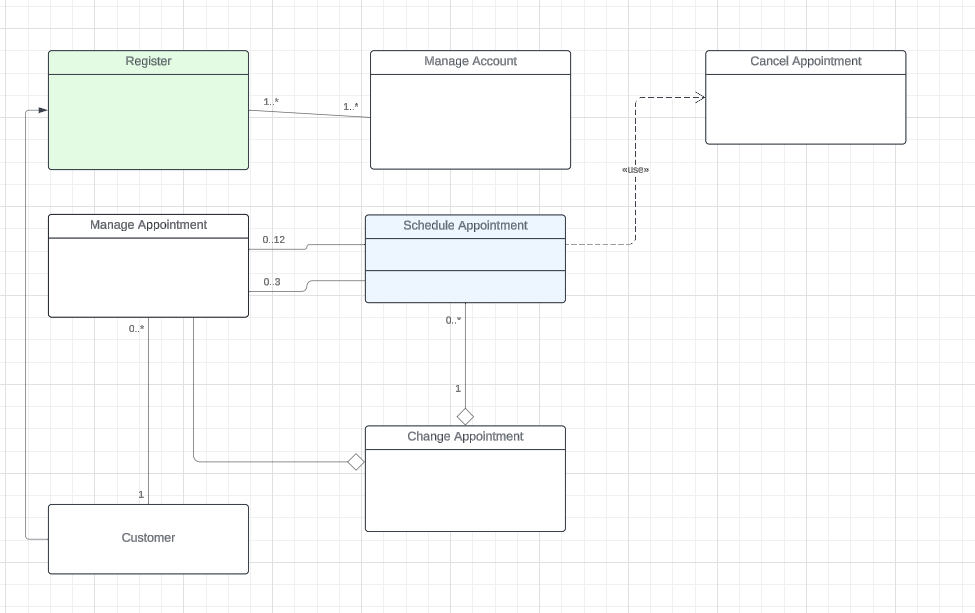 Register
Manage Account
Cancel Appointment
1..*
1..*
«use»
Manage Appointment
Schedule Appointment
0..12
0..3
0..*
0..*
1
Change Appointment
1
Customer